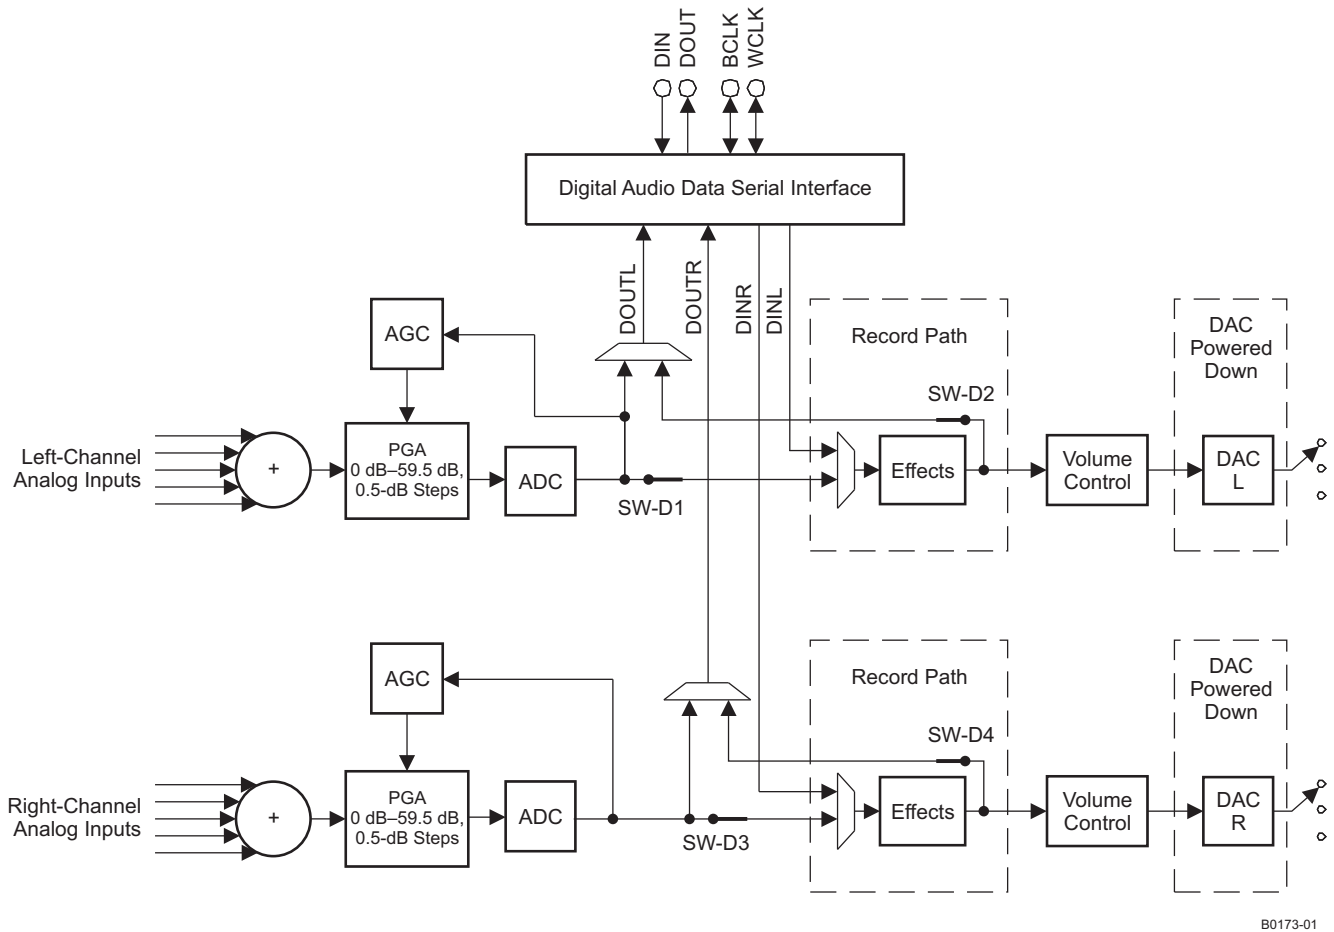 DIN
DOUT
BCLK
WCLK
Digital Audio Data Serial Interface
DOUTL
DOUTR
DINR
DINL
AGC
Record Path
DAC
Powered
Down
SW-D2
Left-Channel
Analog Inputs
+
PGA
0 dB–59.5 dB,
0.5-dB Steps
ADC
SW-D1
Effects
Volume
Control
DAC
L
AGC
Record Path
DAC
Powered
Down
SW-D4
Right-Channel
Analog Inputs
+
PGA
0 dB–59.5 dB,
0.5-dB Steps
ADC
SW-D3
Effects
Volume
Control
DAC
R
B0173-01